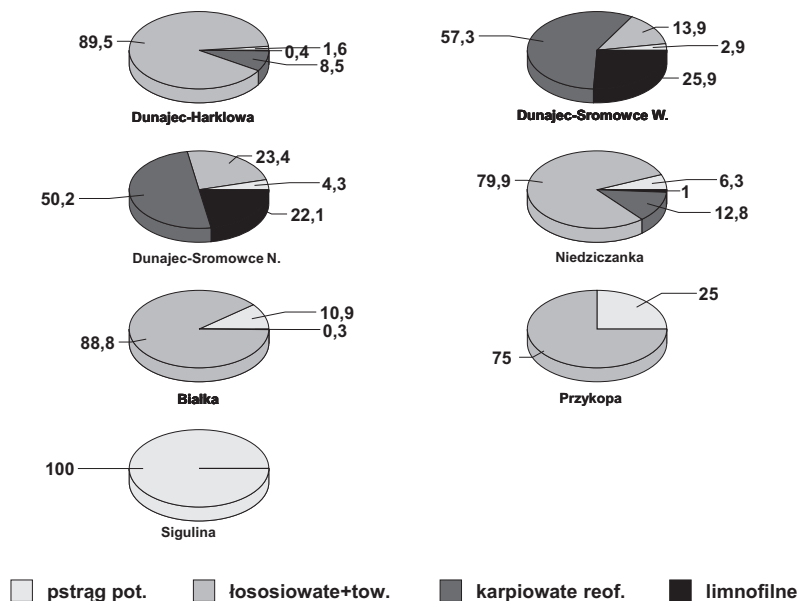 89,5
1,6
0,4
8,5
Dunajec-Harklowa
57,3
13,9
2,9
25,9
Dunajec-Sromowce W.
50,2
23,4
4,3
22,1
Dunajec-Sromowce N.
79,9
6,3
1
12,8
Niedziczanka
88,8
10,9
0,3
Białka
75
25
Przykopa
100
Sigulina
pstrąg pot.
łososiowate+tow.
karpiowate reof.
limnofilne